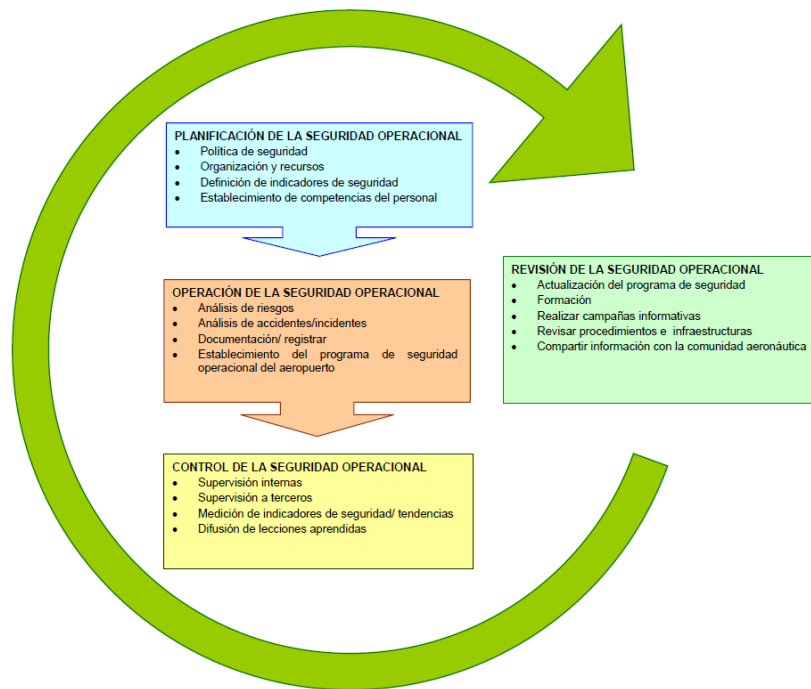 PLANIFICACIÓN DE LA SEGURIDAD OPERACIONAL
• Política de seguridad
• Organización y recursos
• Definición de indicadores de seguridad
• Establecimiento de competencias del personal
OPERACIÓN DE LA SEGURIDAD OPERACIONAL
• Análisis de riesgos
• Análisis de accidentes/incidentes
• Documentación/ registrar
• Establecimiento del programa de seguridad
operacional del aeropuerto
CONTROL DE LA SEGURIDAD OPERACIONAL
• Supervisión internas
• Supervisión a terceros
• Medición de indicadores de seguridad/ tendencias
• Difusión de lecciones aprendidas
REVISIÓN DE LA SEGURIDAD OPERACIONAL
• Actualización del programa de seguridad
• Formación
• Realizar campañas informativas
• Revisar procedimientos e infraestructuras
• Compartir información con la comunidad aeronáutica